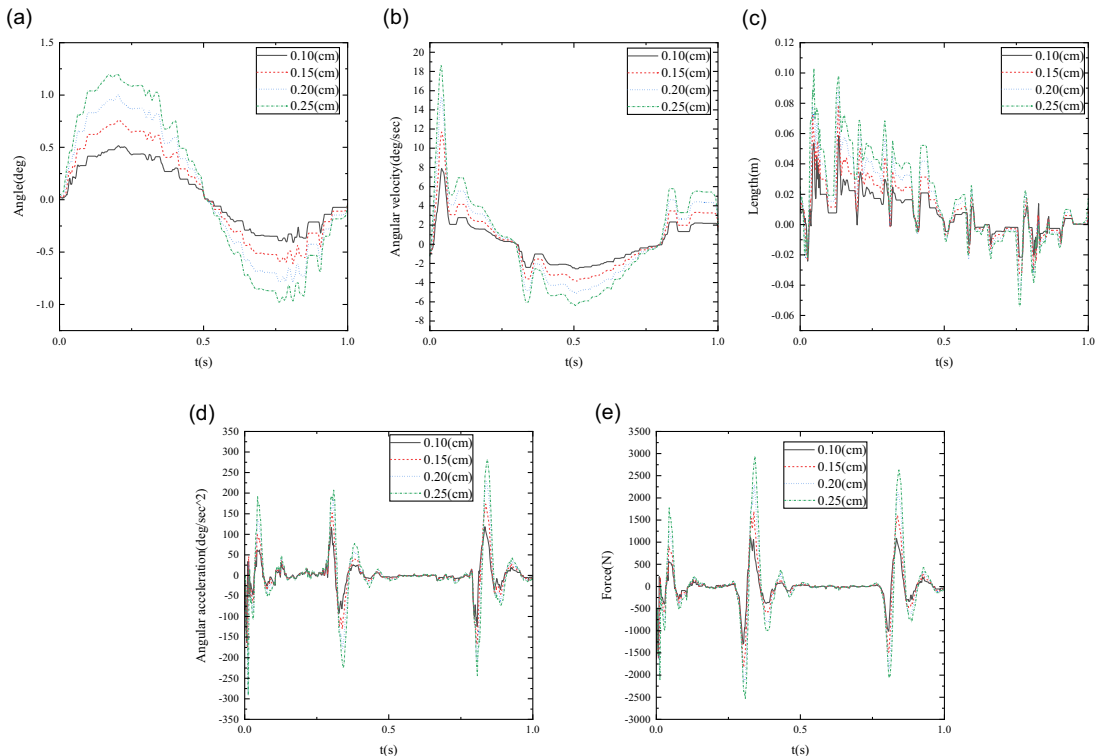 (a)
1.5
1.0
0.5
0.0
-0.5
-1.0
Angle(deg)
0.0
0.5
1.0
t(s)
0.10(cm)
0.15(cm)
0.20(cm)
0.25(cm)
(b)
20
18
16
14
12
10
8
6
4
2
0
-2
-4
-6
-8
Angular velocity(deg/sec)
0.0
0.5
1.0
t(s)
0.10(cm)
0.15(cm)
0.20(cm)
0.25(cm)
(c)
0.12
0.10
0.08
0.06
0.04
0.02
0.00
-0.02
-0.04
-0.06
Length(m)
0.0
0.5
1.0
t(s)
0.10(cm)
0.15(cm)
0.20(cm)
0.25(cm)
(d)
350
300
250
200
150
100
50
0
-50
-100
-150
-200
-250
-300
-350
Angular acceleration(deg/sec^2)
0.0
0.5
1.0
t(s)
0.10(cm)
0.15(cm)
0.20(cm)
0.25(cm)
(e)
3500
3000
2500
2000
1500
1000
500
0
-500
-1000
-1500
-2000
-2500
-3000
Force(N)
0.0
0.5
1.0
t(s)
0.10(cm)
0.15(cm)
0.20(cm)
0.25(cm)